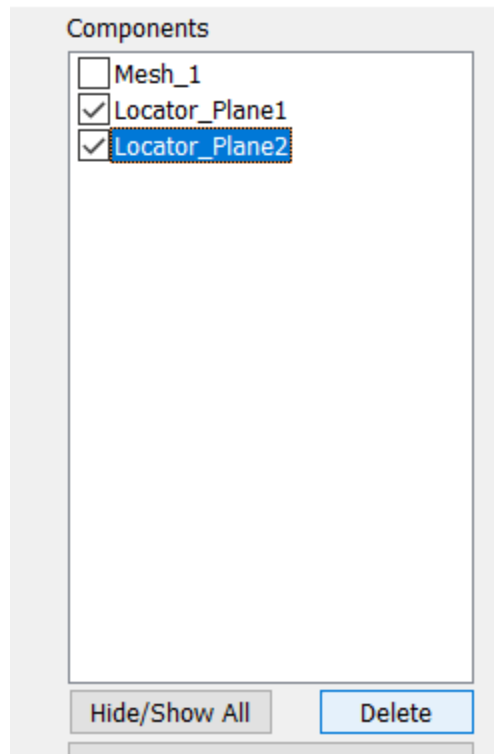 Components
Mesh_1
Locator_Plane1
Locator_Plane2
Hide/Show All
Delete